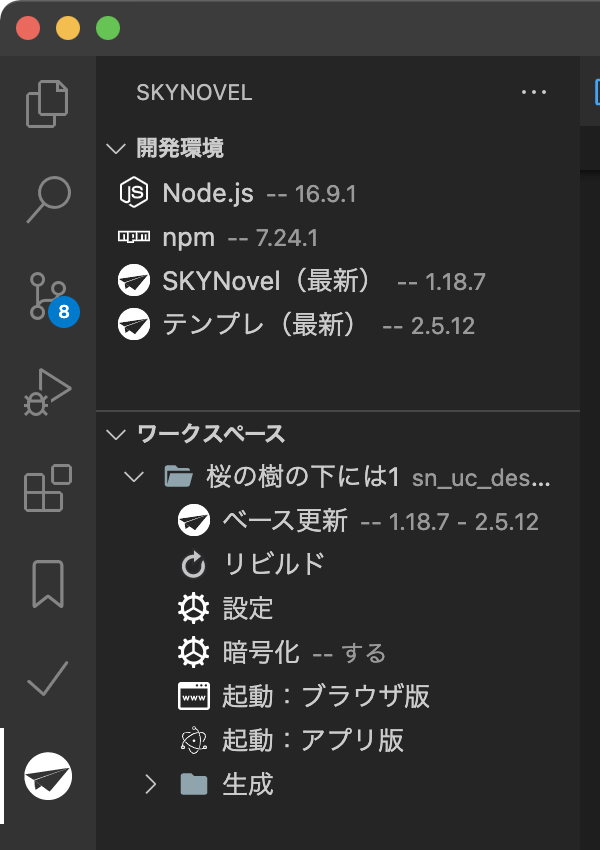 SKYNOVEL ···
開発環境
Node.js -- 16.9.1
npm -- 7.24.1
SKYNovel（最新） -- 1.18.7
テンプレ（最新） -- 2.5.12
8
ワークスペース
桜の樹の下には1 sn_uc_des...
ベース更新 -- 1.18.7 - 2.5.12
リビルド
設定
暗号化 -- する
www 起動：ブラウザ版
起動：アプリ版
生成